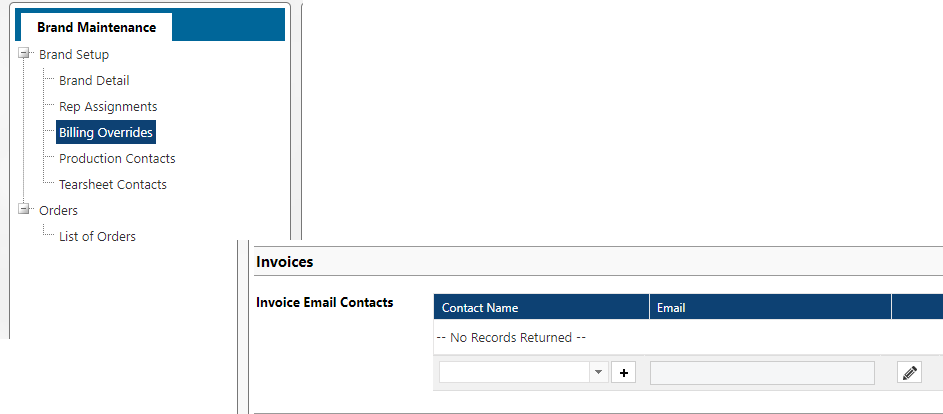 Brand Maintenance
Brand Setup
Brand Detail
Rep Assignments
Billing Overrides
Production Contacts
Tearsheet Contacts
Orders
List of Orders
Invoices
Invoice Email Contacts
Contact Name Email
-- No Records Returned --